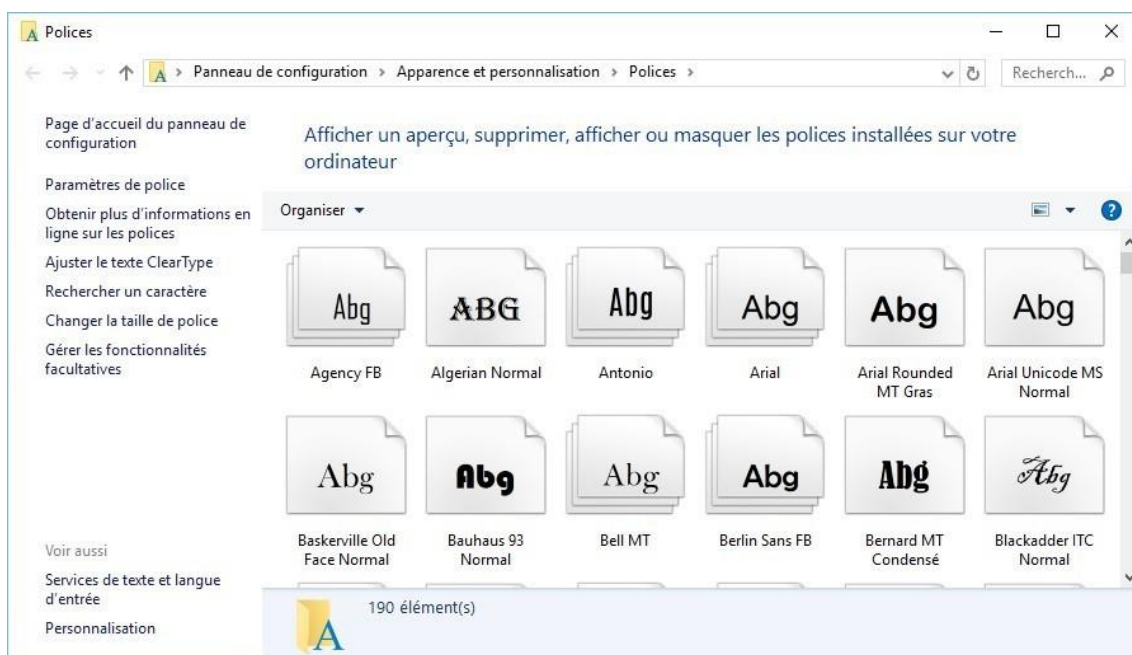 Polices
Panneau de configuration > Apparence et personnalisation > Polices >
Recherch...
Page d'accueil du panneau de
configuration
Paramètres de police
Obtenir plus d'informations en
ligne sur les polices
Ajuster le texte ClearType
Rechercher un caractère
Changer la taille de police
Gérer les fonctionnalités
facultatives
Voir aussi
Services de texte et langue
d'entrée
Personnalisation
Afficher un aperçu, supprimer, afficher ou masquer les polices installées sur votre
ordinateur
Organiser
Abg
ABG
Abg
Abg
Abg
Abg
Agency FB
Algerian Normal
Antonio
Arial
Arial Rounded
MT Gras
Arial Unicode MS
Normal
Abg
Abg
Abg
Abg
Abg
Abg
Baskerville Old
Face Normal
Bauhaus 93
Normal
Bell MT
Berlin Sans FB
Bernard MT
Condensé
Blackadder ITC
Normal
190 élément(s)